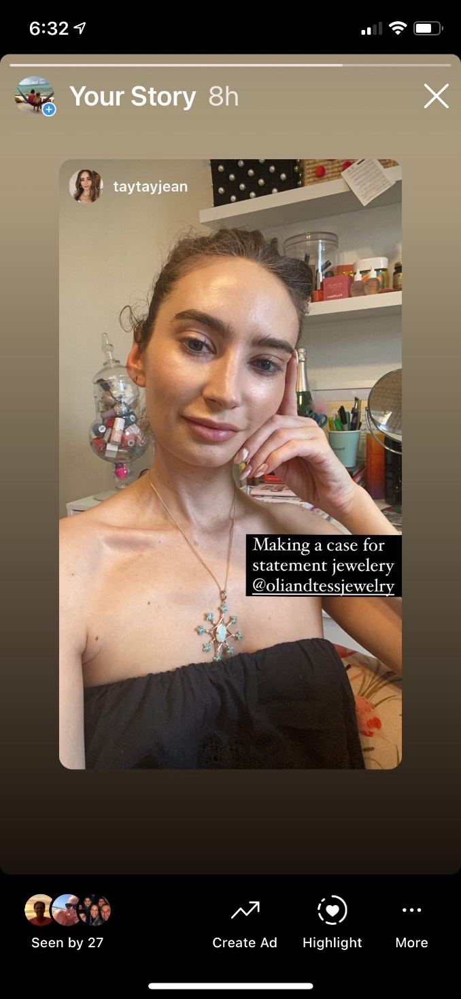 6:32
Your Story 8h
taytayjean
Making a case for
statement jewelery
@oliandtessjewelry
Seen by 27
Create Ad
Highlight
More